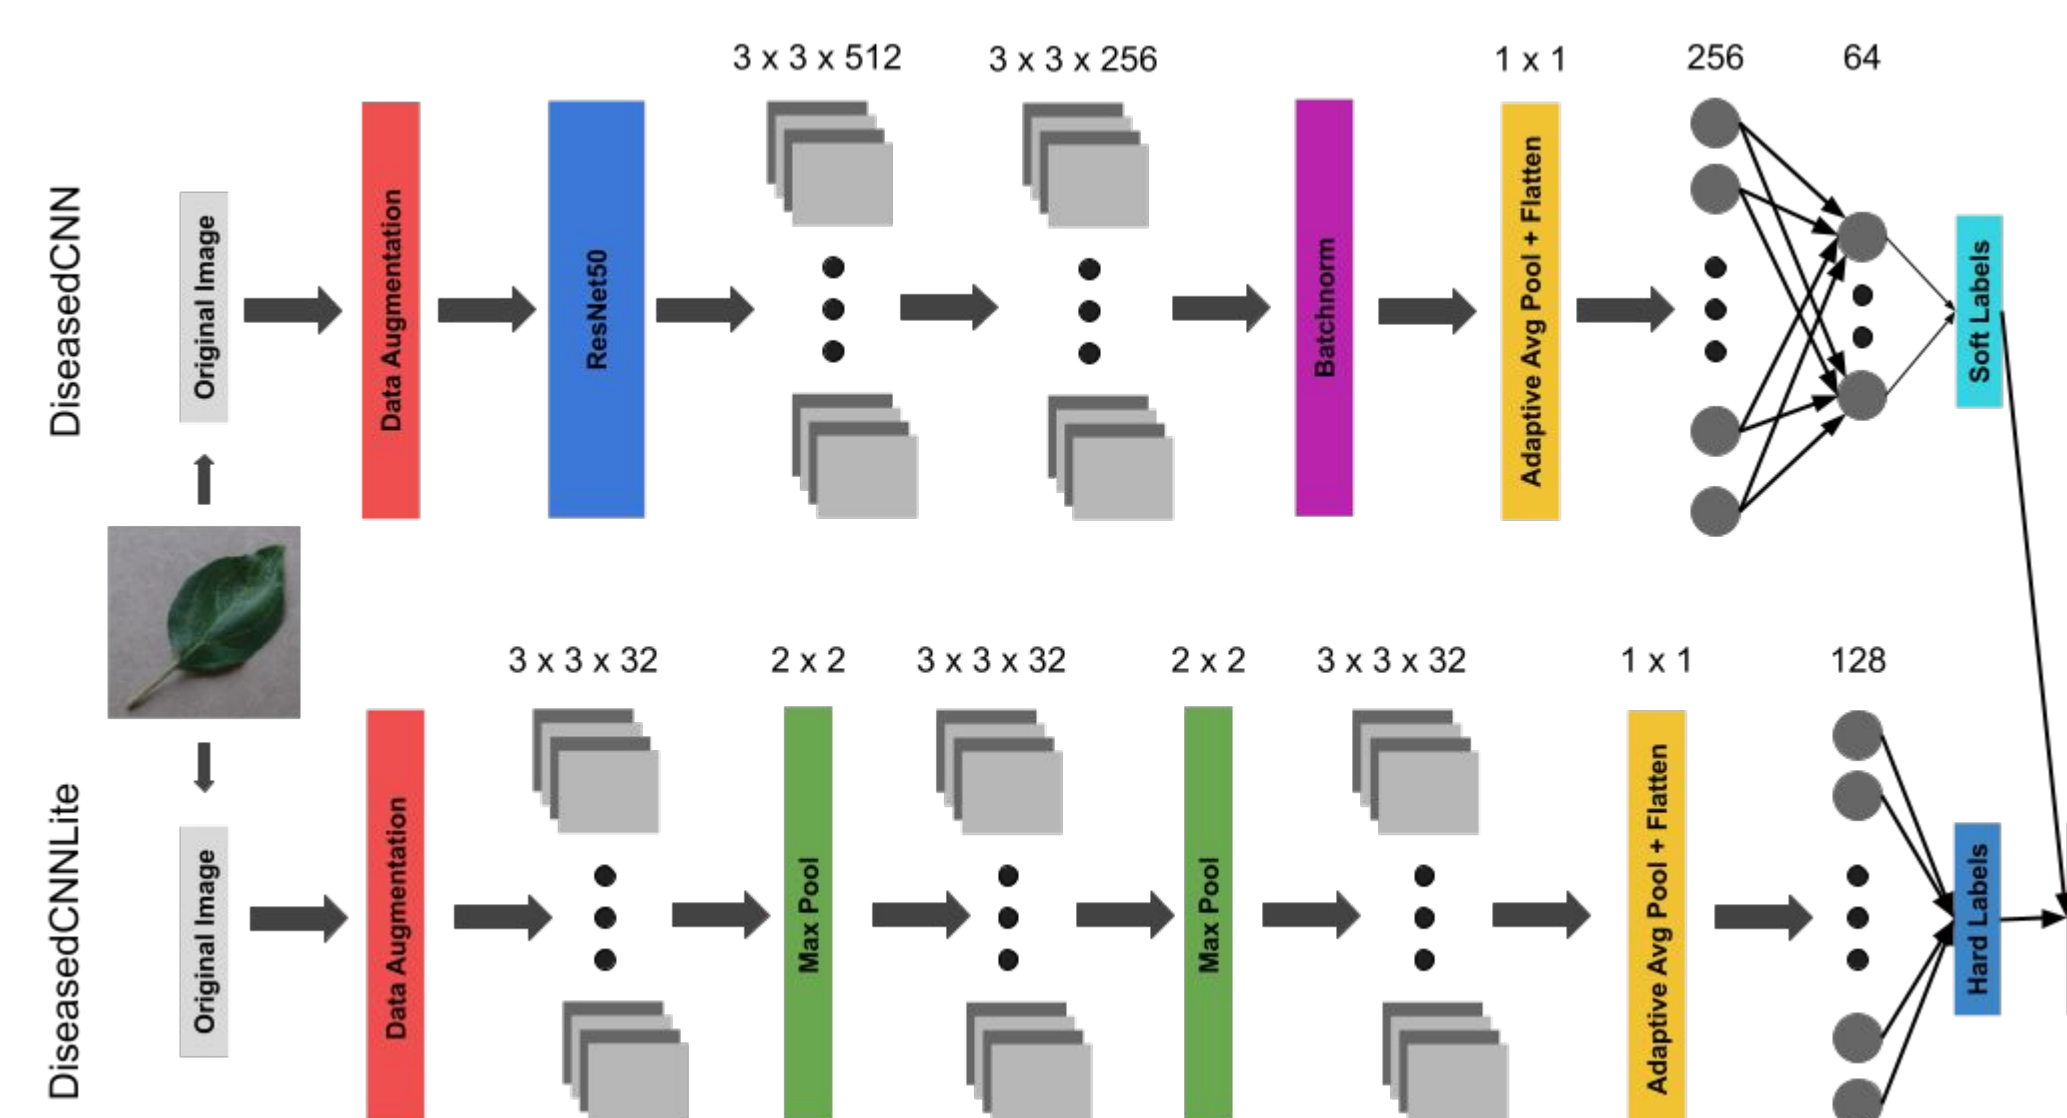 3 x 3 x 512
3 x 3 x 256
1 x 1
256
64
DiseasedCNN
Original Image
Data Augmentation
ResNet50
Batchnorm
Adaptive Avg Pool + Flatten
Soft Labels
3 x 3 x 32
2 x 2
3 x 3 x 32
2 x 2
3 x 3 x 32
1 x 1
128
DiseasedCNNLite
Original Image
Data Augmentation
Max Pool
Max Pool
Adaptive Avg Pool + Flatten
Hard Labels